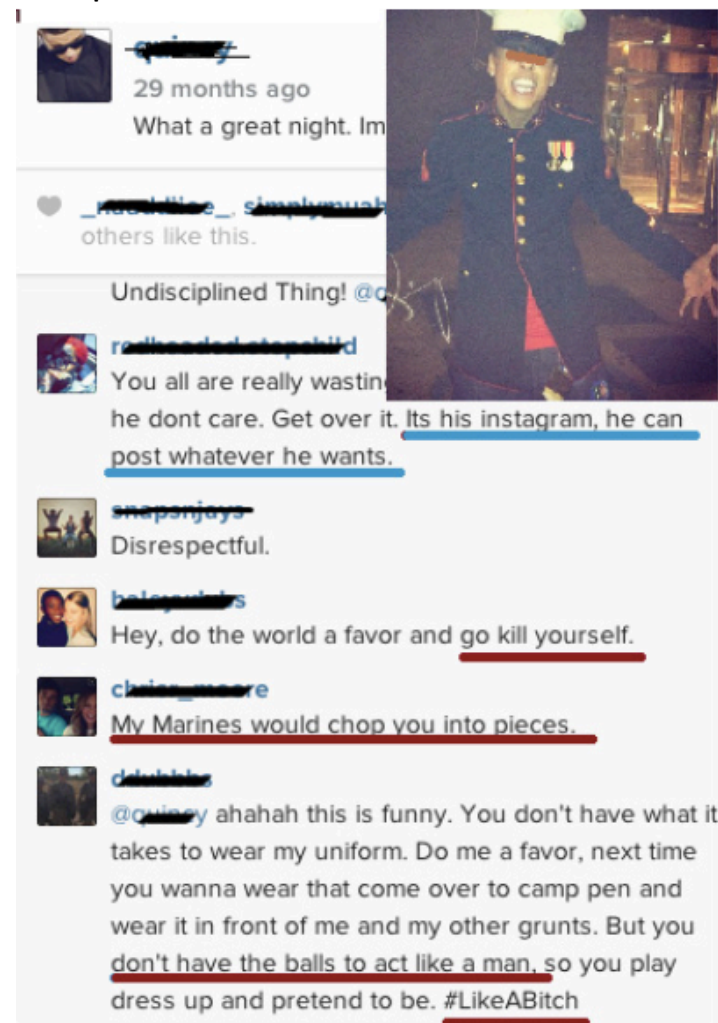 29 months ago
What a great night. Im
others like this.
Undisciplined Thing! @q
You all are really wastin
he dont care. Get over it. Its his instagram, he can
post whatever he wants.
Disrespectful.
Hey, do the world a favor and go kill yourself.
My Marines would chop you into pieces.
ahahah this is funny. You don't have what it
takes to wear my uniform. Do me a favor, next time
you wanna wear that come over to camp pen and
wear it in front of me and my other grunts. But you
don't have the balls to act like a man, so you play
dress up and pretend to be. #LikeABitch